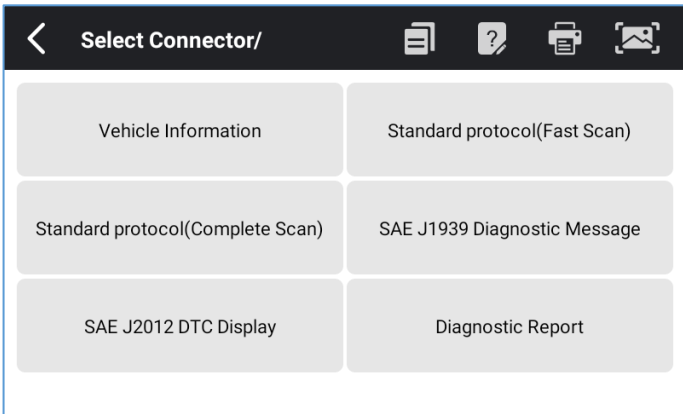 Select Connector/
?
Vehicle Information
Standard protocol(Fast Scan)
Standard protocol(Complete Scan)
SAE J1939 Diagnostic Message
SAE J2012 DTC Display
Diagnostic Report